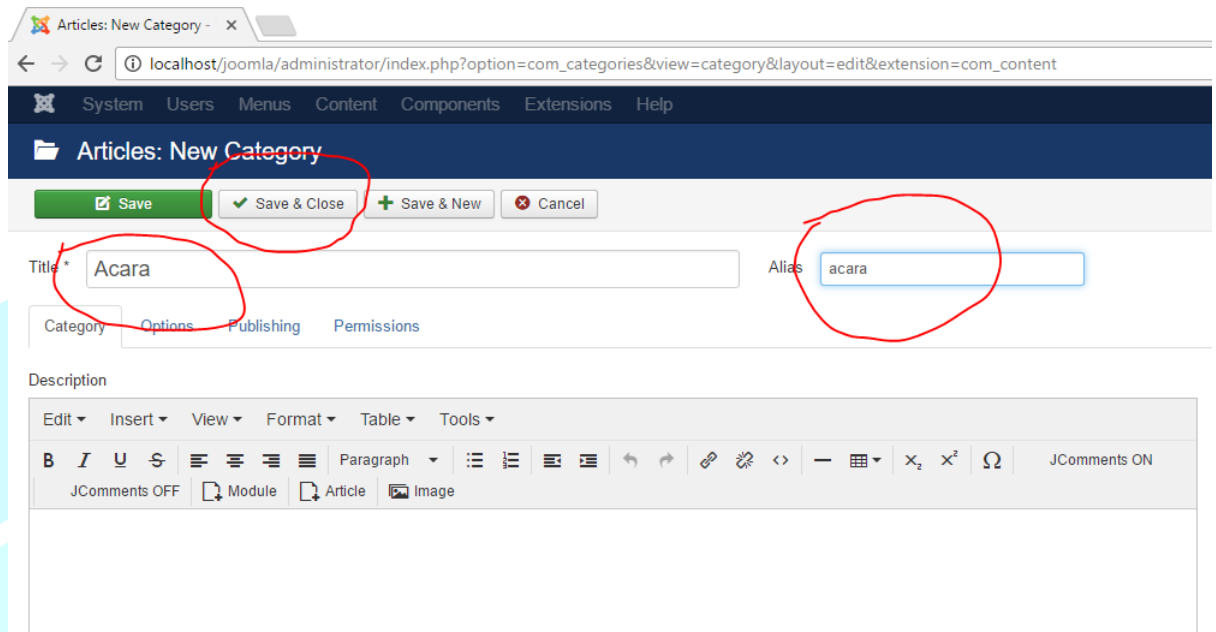 Articles: New Category -
localhost/joomla/administrator/index.php?option=com_categories&view=category&layout=edit&extension=com_content
System Users Menus Content Components Extensions Help
Articles: New Category
Save Save & Close Save & New Cancel
Title * Acara Alias acara
Category Options Publishing Permissions
Description
Edit Insert View Format Table Tools
B I U S Paragraph X₂ X² Ω JComments ON
JComments OFF Module Article Image